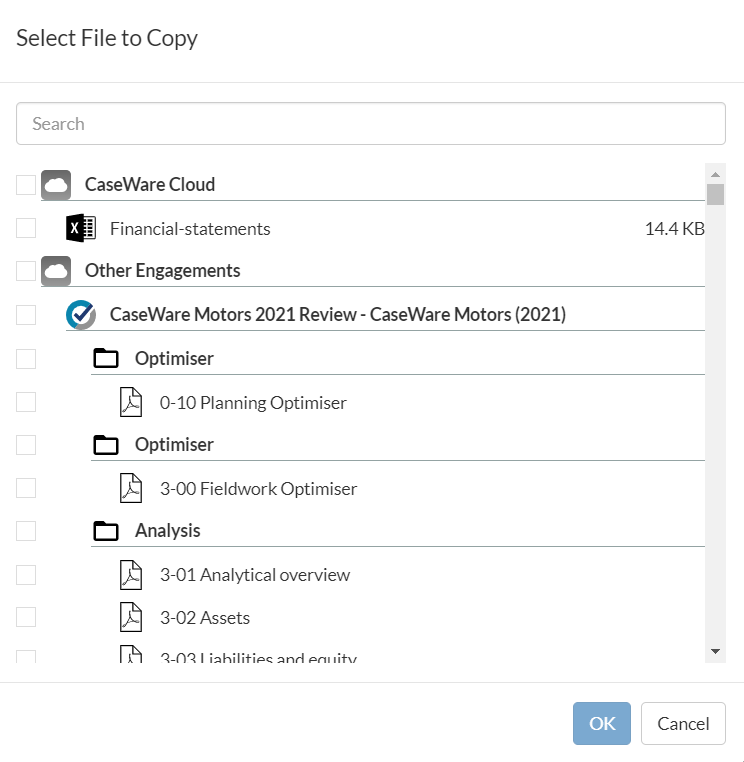 Select File to Copy
Search
CaseWare Cloud
Financial-statements 14.4 KB
Other Engagements
CaseWare Motors 2021 Review - CaseWare Motors (2021)
Optimiser
0-10 Planning Optimiser
Optimiser
3-00 Fieldwork Optimiser
Analysis
3-01 Analytical overview
3-02 Assets
3-03 Liabilities and equity
OK Cancel